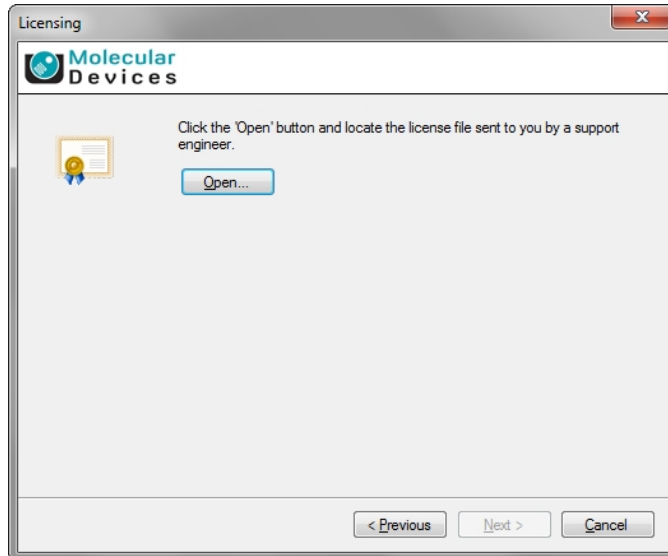 Licensing
Molecular
Devices
Click the 'Open' button and locate the license file sent to you by a support
engineer.
Open...
< Previous
Next >
Cancel